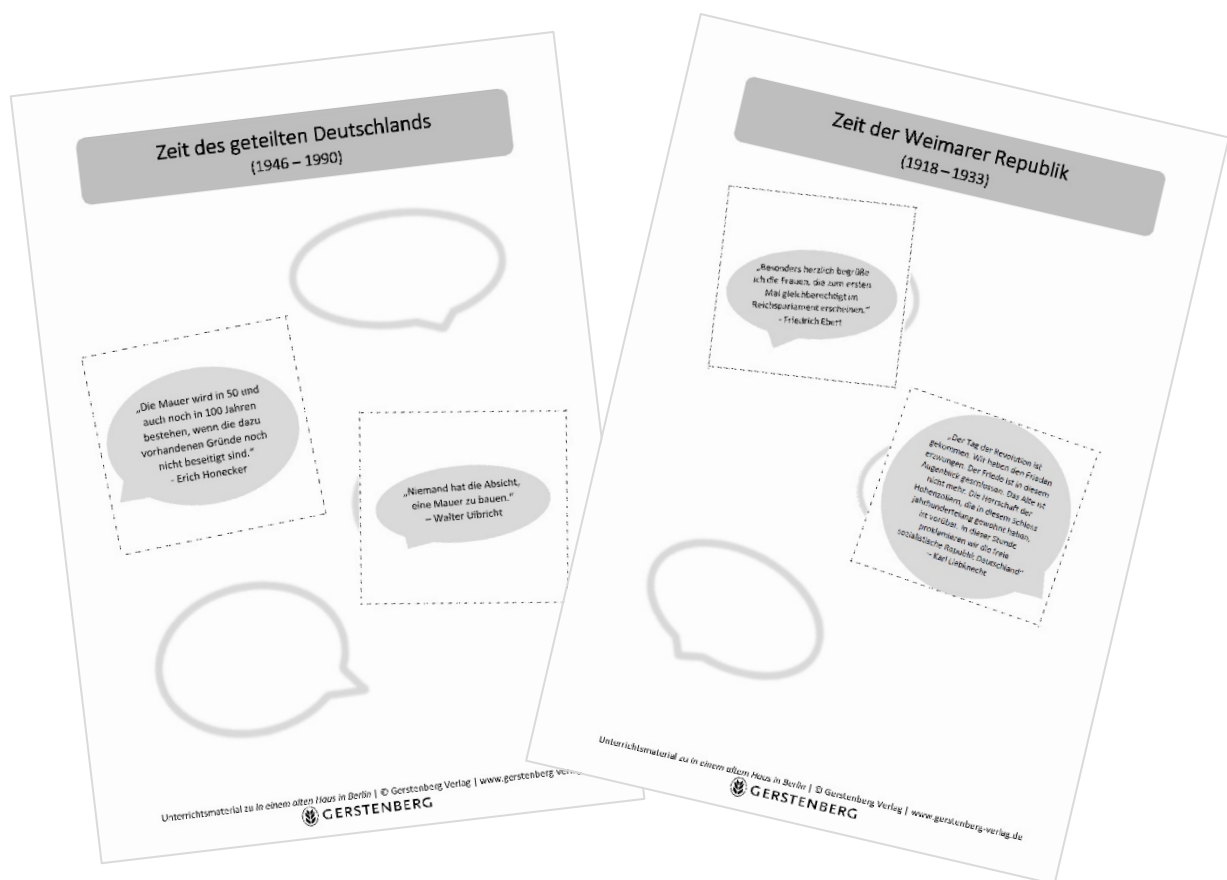 Zeit des geteilten Deutschlands
(1946 – 1990)
„Die Mauer wird in 50 und
auch noch in 100 Jahren
bestehen, wenn die dazu
vorhandenen Gründe noch
nicht beseitigt sind.“
- Erich Honecker
„Niemand hat die Absicht,
eine Mauer zu bauen.“
– Walter Ulbricht
Unterrichtsmaterial zu In einem alten Haus in Berlin | © Gerstenberg Verlag | www.gerstenberg-verla
GERSTENBERG
Zeit der Weimarer Republik
(1918 – 1933)
„Besonders herzlich begrüße
ich die Frauen, die zum ersten
Mal gleichberechtigt im
Reichsparlament erscheinen.“
- Friedrich Ebert
„Der Tag der Revolution ist
gekommen. Wir haben den Frieden
erzwungen. Der Friede ist in diesem
Augenblick geschlossen. Das Alte ist
nicht mehr. Die Herrschaft der
Hohenzollern, die in diesem Schloss
jahrhundertelang gewohnt haben,
ist vorüber. In dieser Stunde
proklamieren wir die freie
sozialistische Republik Deutschland“
– Karl Liebknecht
Unterrichtsmaterial zu In einem altem Haus in Berlin | © Gerstenberg Verlag | www.gerstenberg-verlag.de
GERSTENBERG